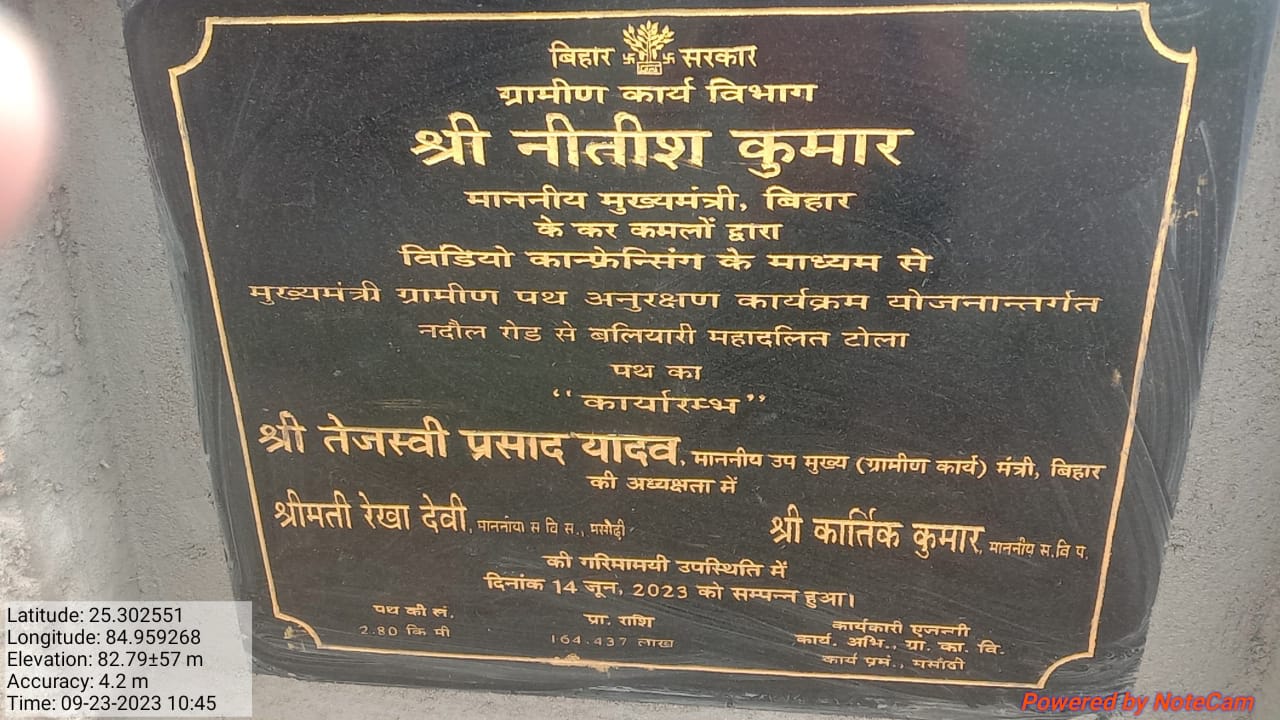 बिहार सरकार
ग्रामीण कार्य विभाग
श्री नीतीश कुमार
माननीय मुख्यमंत्री, बिहार
के कर कमलों द्वारा
विडियो कान्फ्रेन्सिंग के माध्यम से
मुख्यमंत्री ग्रामीण पथ अनुरक्षण कार्यक्रम योजनान्तर्गत
नदौल रोड से बलियारी महादलित टोला
पथ का
“कार्यारम्भ”
श्री तेजस्वी प्रसाद यादव, माननीय उप मुख्य (ग्रामीण कार्य) मंत्री, बिहार
की अध्यक्षता में
श्रीमती रेखा देवी, माननीया स वि स., मसौढ़ी
श्री कार्तिक कुमार, माननीय स.वि प.
की गरिमामयी उपस्थिति में
दिनांक 14 जून, 2023 को सम्पन्न हुआ।
पथ की लं.
2.80 कि मी
प्रा. राशि
164.437 लाख
कार्यकारी एजन्सी
कार्य. अभि., ग्रा. का. वि.
कार्य प्रमं., मसौढी
Latitude: 25.302551
Longitude: 84.959268
Elevation: 82.79±57 m
Accuracy: 4.2 m
Time: 09-23-2023 10:45
Powered by NoteCam